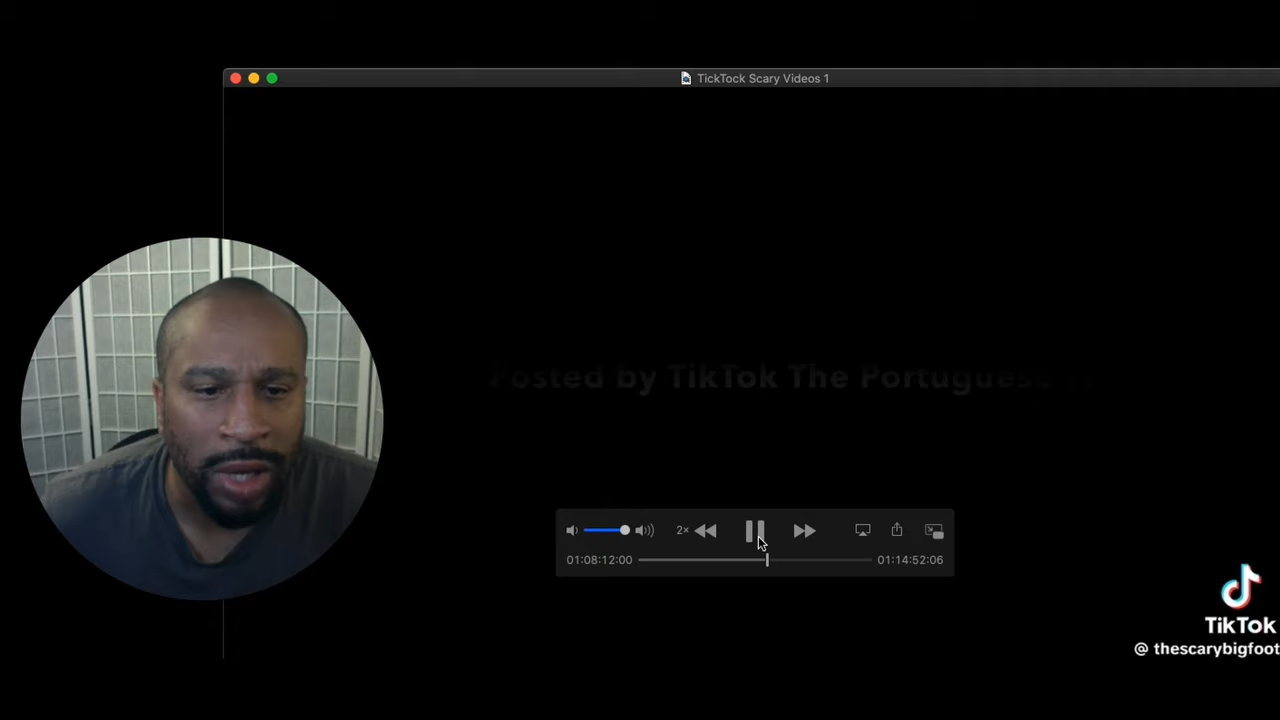 TickTock Scary Videos 1
Posted by TikTok The Portuguese
2×
01:08:12:00
01:14:52:06
TikTok
@ thescarybigfoot